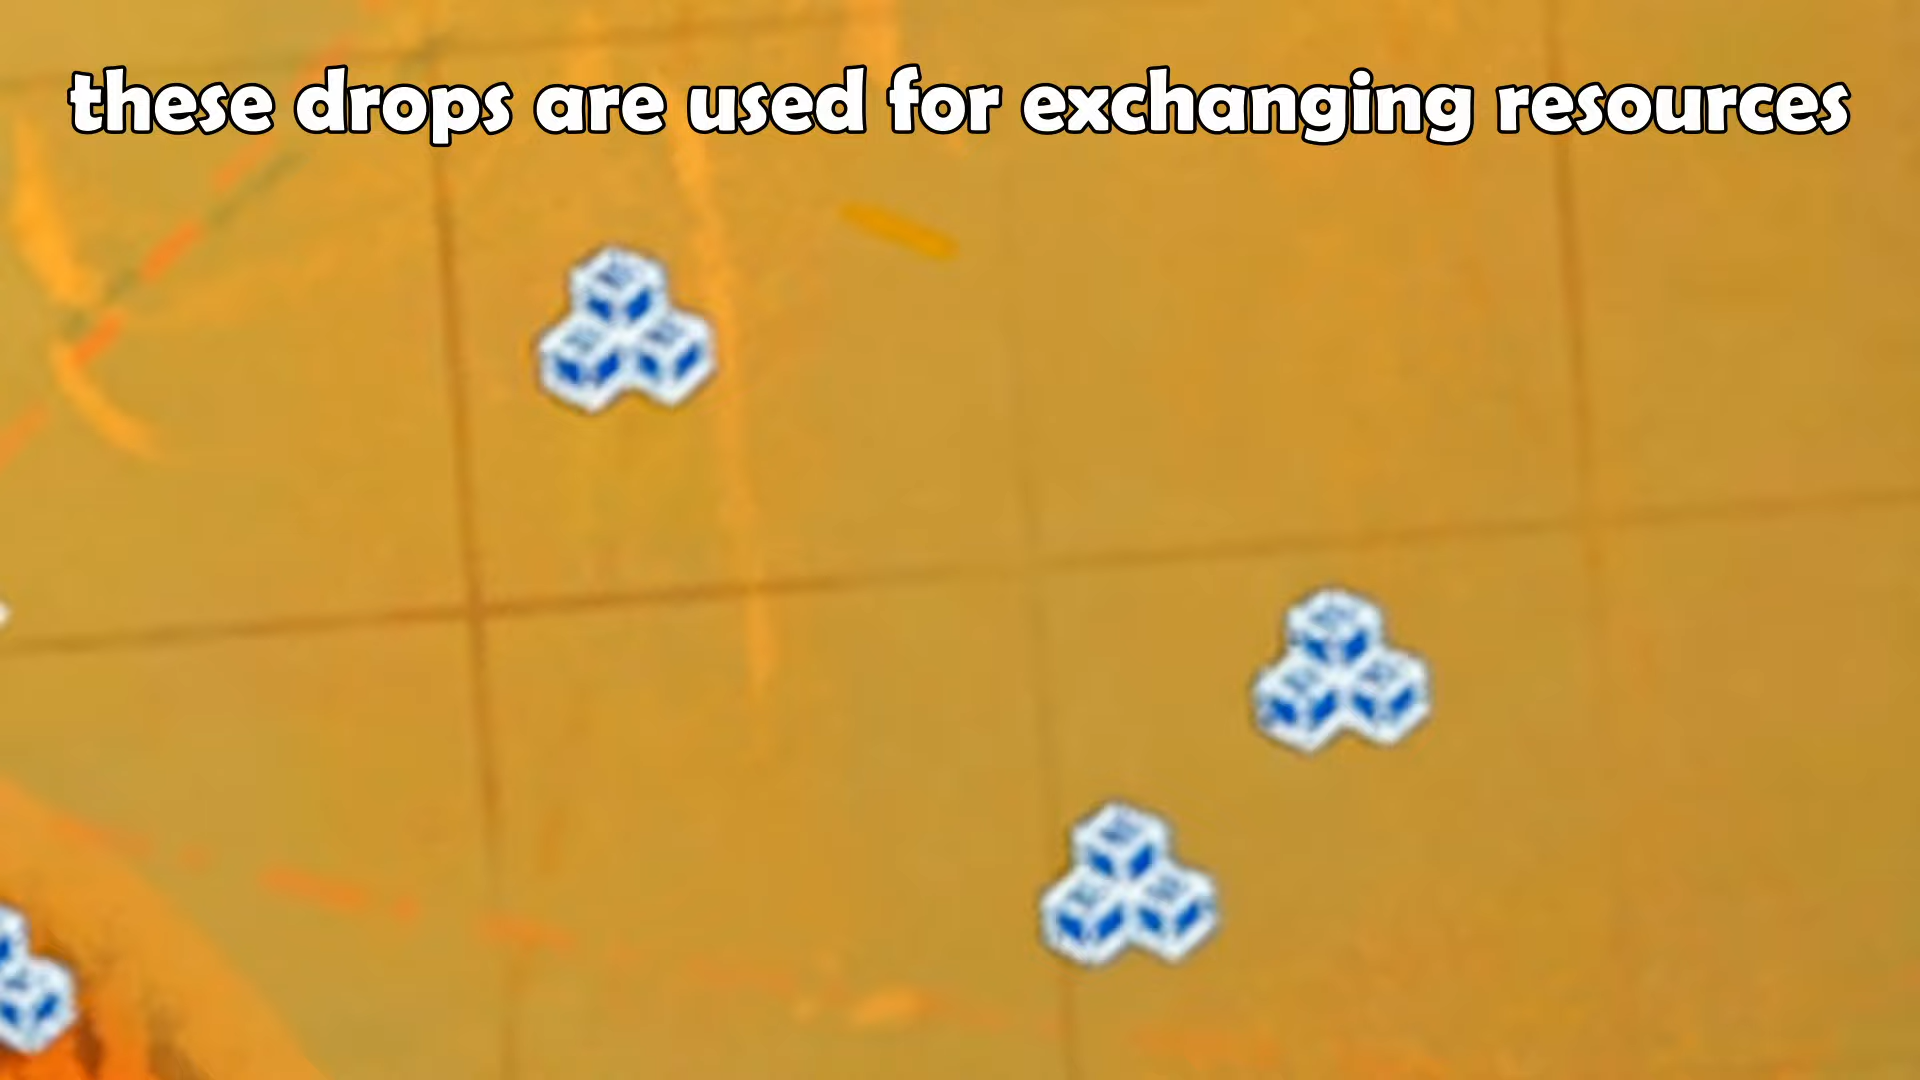 these drops are used for exchanging resources